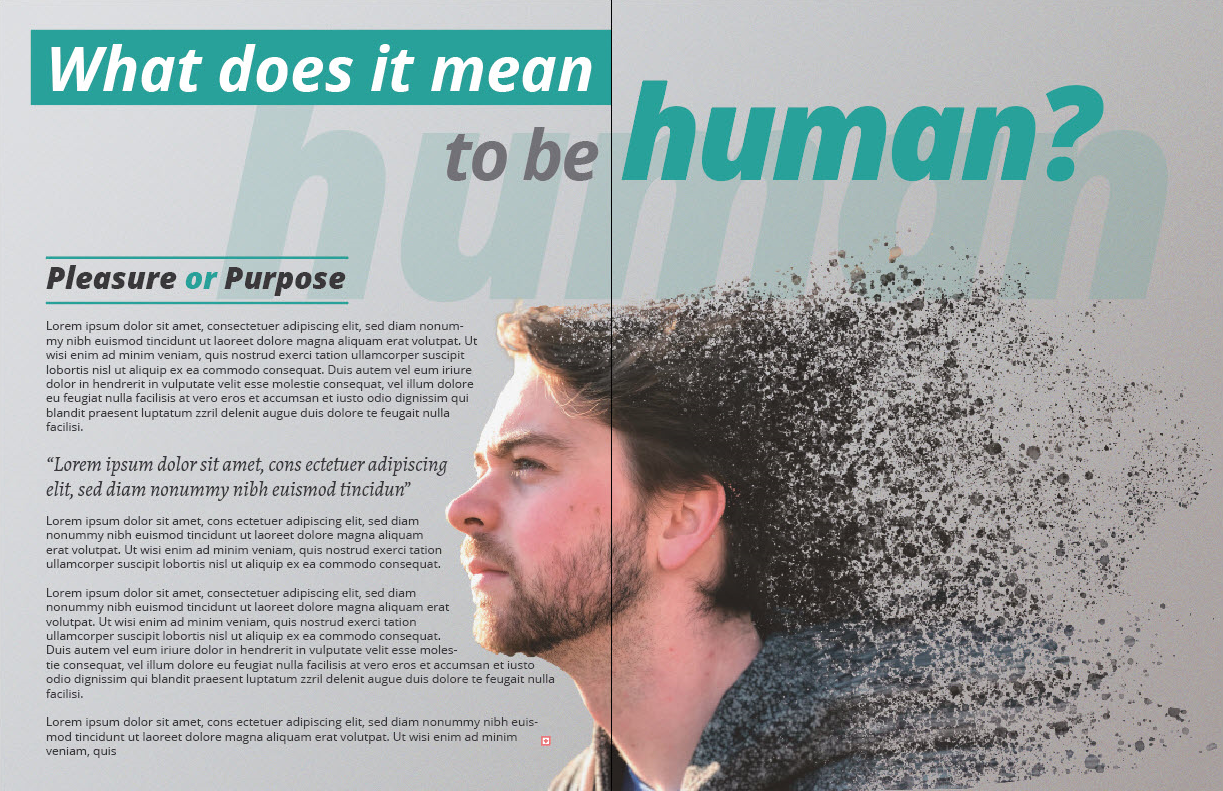 What does it mean
to be human?
human
Pleasure or Purpose
Lorem ipsum dolor sit amet, consectetuer adipiscing elit, sed diam nonum-
my nibh euismod tincidunt ut laoreet dolore magna aliquam erat volutpat. Ut
wisi enim ad minim veniam, quis nostrud exerci tation ullamcorper suscipit
lobortis nisl ut aliquip ex ea commodo consequat. Duis autem vel eum iriure
dolor in hendrerit in vulputate velit esse molestie consequat, vel illum dolore
eu feugiat nulla facilisis at vero eros et accumsan et iusto odio dignissim qui
blandit praesent luptatum zzril delenit augue duis dolore te feugait nulla
facilisi.
“Lorem ipsum dolor sit amet, cons ectetuer adipiscing
elit, sed diam nonummy nibh euismod tincidun”
Lorem ipsum dolor sit amet, cons ectetuer adipiscing elit, sed diam
nonummy nibh euismod tincidunt ut laoreet dolore magna aliquam
erat volutpat. Ut wisi enim ad minim veniam, quis nostrud exerci tation
ullamcorper suscipit lobortis nisl ut aliquip ex ea commodo consequat.
Lorem ipsum dolor sit amet, consectetuer adipiscing elit, sed diam
nonummy nibh euismod tincidunt ut laoreet dolore magna aliquam erat
volutpat. Ut wisi enim ad minim veniam, quis nostrud exerci tation
ullamcorper suscipit lobortis nisl ut aliquip ex ea commodo consequat.
Duis autem vel eum iriure dolor in hendrerit in vulputate velit esse moles-
tie consequat, vel illum dolore eu feugiat nulla facilisis at vero eros et accumsan et iusto
odio dignissim qui blandit praesent luptatum zzril delenit augue duis dolore te feugait nulla
facilisi.
Lorem ipsum dolor sit amet, cons ectetuer adipiscing elit, sed diam nonummy nibh euis-
mod tincidunt ut laoreet dolore magna aliquam erat volutpat. Ut wisi enim ad minim
veniam, quis